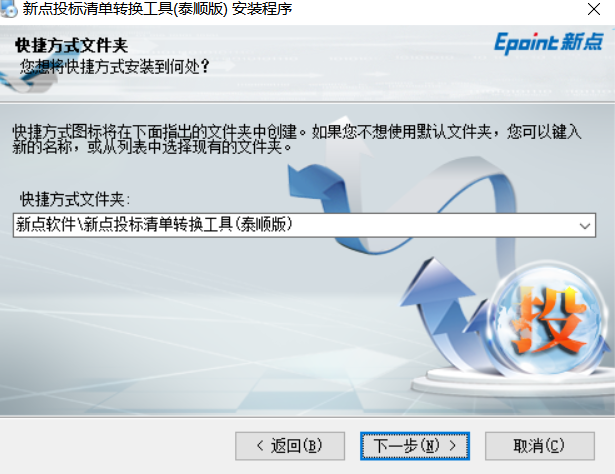 新点投标清单转换工具(泰顺版) 安装程序
快捷方式文件夹
您想将快捷方式安装到何处？
Epoint新点
快捷方式图标将在下面指出的文件夹中创建。如果您不想使用默认文件夹，您可以键入
新的名称，或从列表中选择现有的文件夹。
快捷方式文件夹:
新点软件\新点投标清单转换工具(泰顺版)
投
< 返回(B)
下一步(N) >
取消(C)